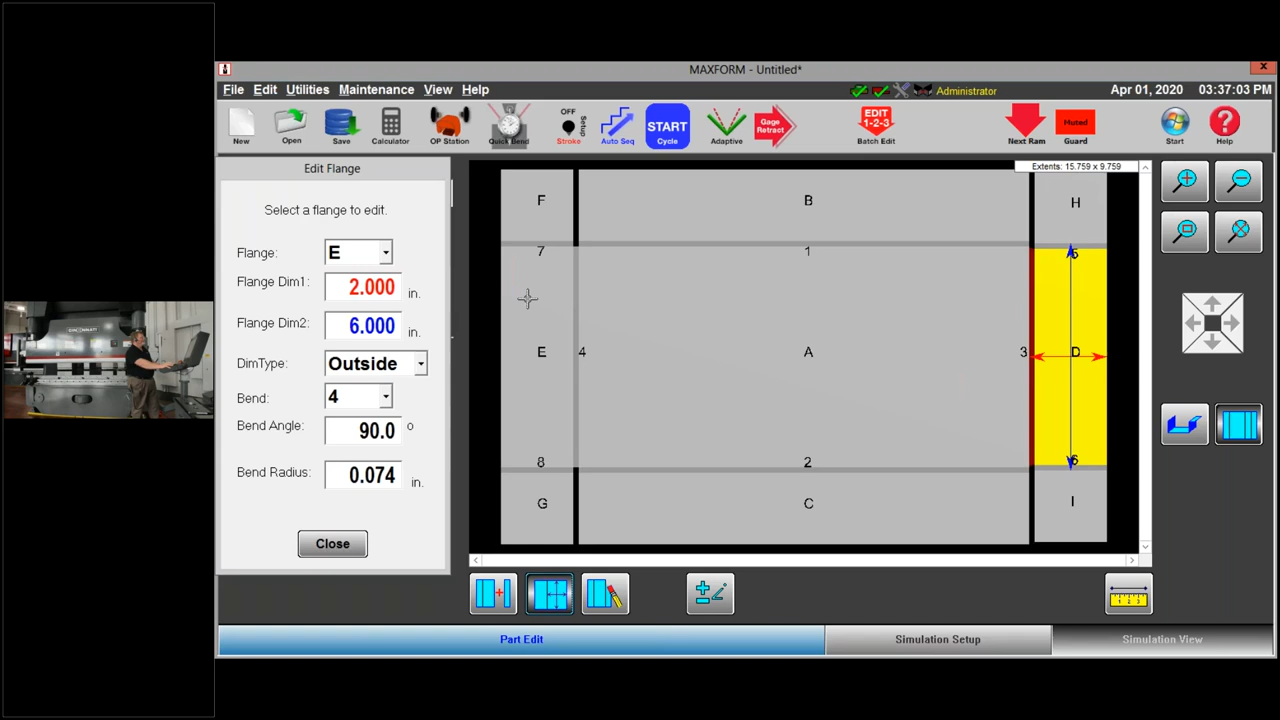 MAXFORM - Untitled*
File Edit Utilities Maintenance View Help
Administrator
Apr 01, 2020 03:37:03 PM
New
Open
Save
Calculator
OP Station
Quick Bend
OFF
Setup
Stroke
Auto Seq
START
Cycle
Adaptive
Gage
Retract
EDIT
1-2-3
Batch Edit
Next Ram
Muted
Guard
Start
Help
Edit Flange
Select a flange to edit.
Flange: E
Flange Dim1: 2.000 in.
Flange Dim2: 6.000 in.
DimType: Outside
Bend: 4
Bend Angle: 90.0 o
Bend Radius: 0.074 in.
Close
Extents: 15.759 x 9.759
F B H
7 1 5
E 4 A 3 D
8 2 6
G C I
Part Edit
Simulation Setup
Simulation View
CINCINNATI